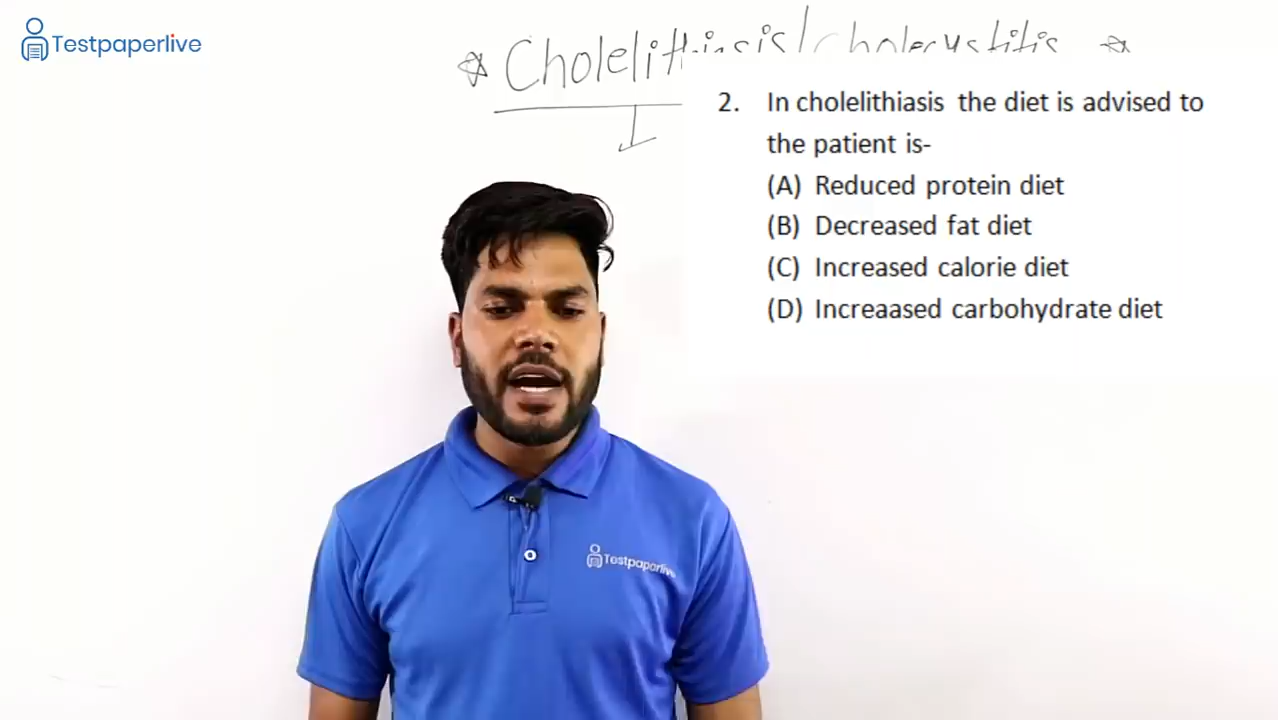 Testpaperlive
☆ Cholelithiasis / cholecystitis ☆
2. In cholelithiasis the diet is advised to
the patient is-
(A) Reduced protein diet
(B) Decreased fat diet
(C) Increased calorie diet
(D) Increaased carbohydrate diet
Testpaperlive